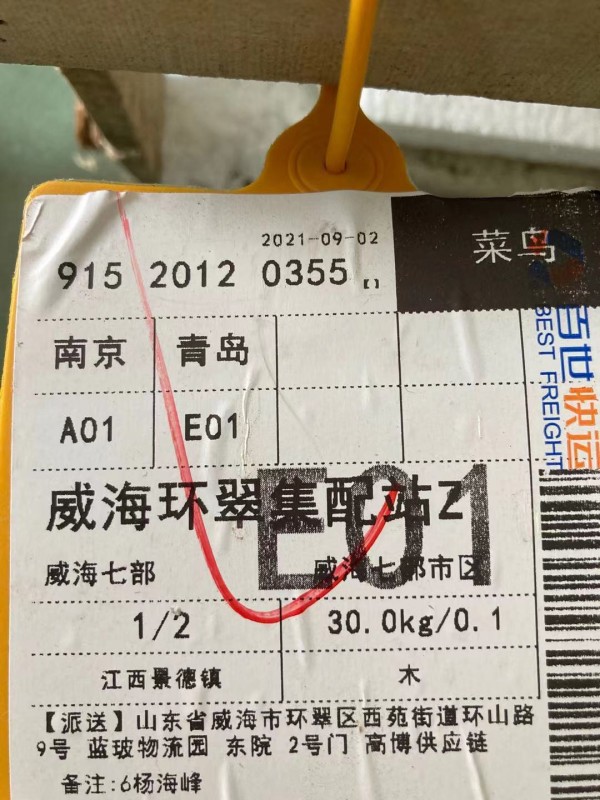 2021-09-02
菜鸟
915 2012 0355 【】
百世快运
BEST FREIGHT
南京 青岛
A01 E01
威海环翠集配站Z
E01
威海七部 威海七部市区
1/2 30.0kg/0.1
江西景德镇 木
【派送】山东省威海市环翠区西苑街道环山路
9号 蓝玻物流园 东院 2号门 高博供应链
备注:6杨海峰